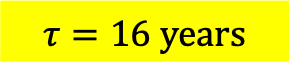 τ = 16 years